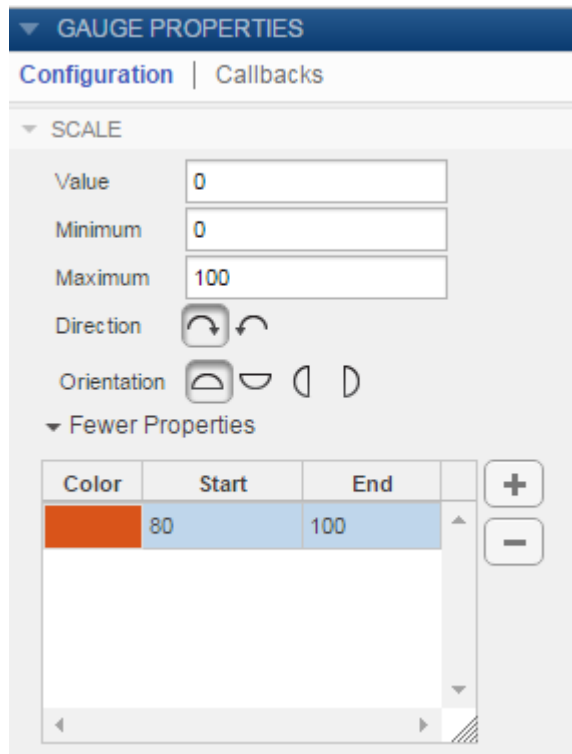 GAUGE PROPERTIES
Configuration | Callbacks
SCALE
Value 0
Minimum 0
Maximum 100
Direction
Orientation
Fewer Properties
Color Start End
80 100